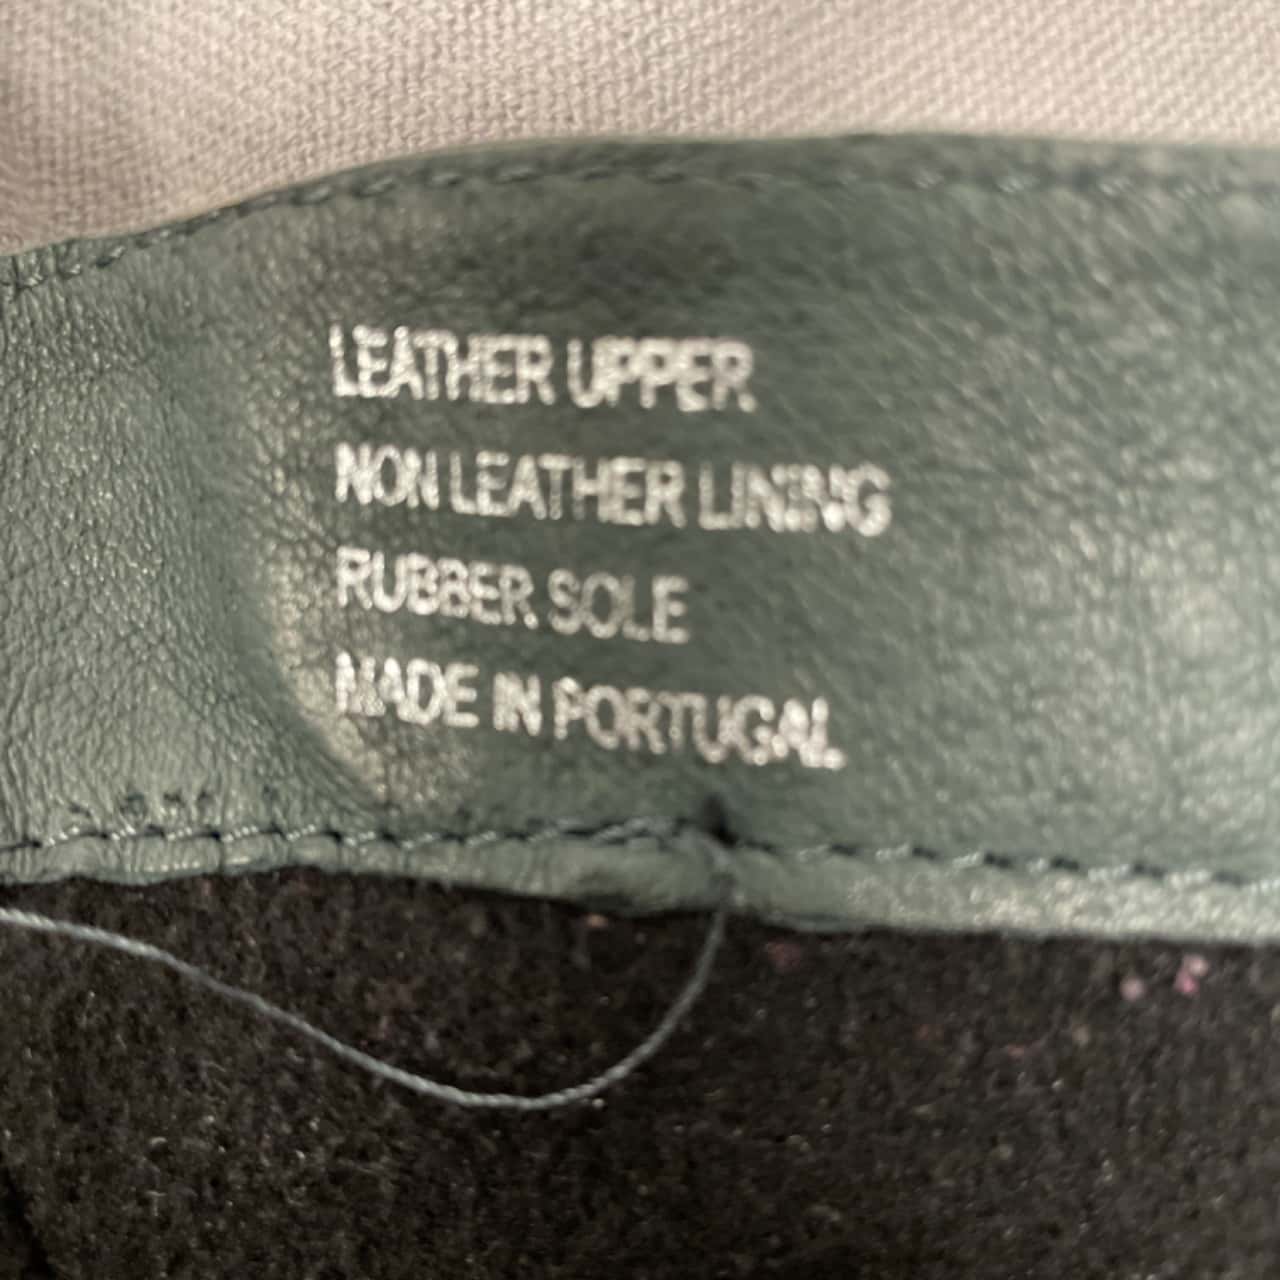 LEATHER UPPER
NON LEATHER LINING
RUBBER SOLE
MADE IN PORTUGAL